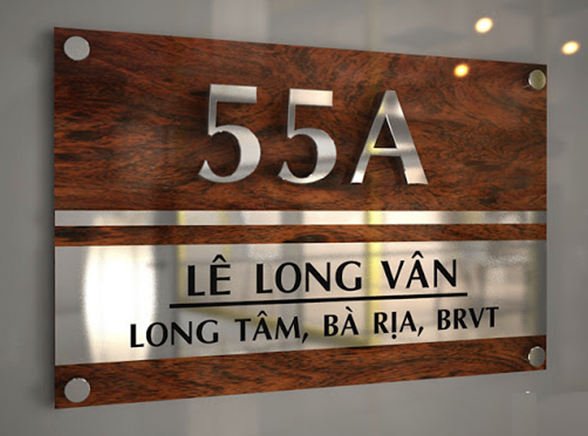 55A
LÊ LONG VÂN
LONG TÂM, BÀ RỊA, BRVT